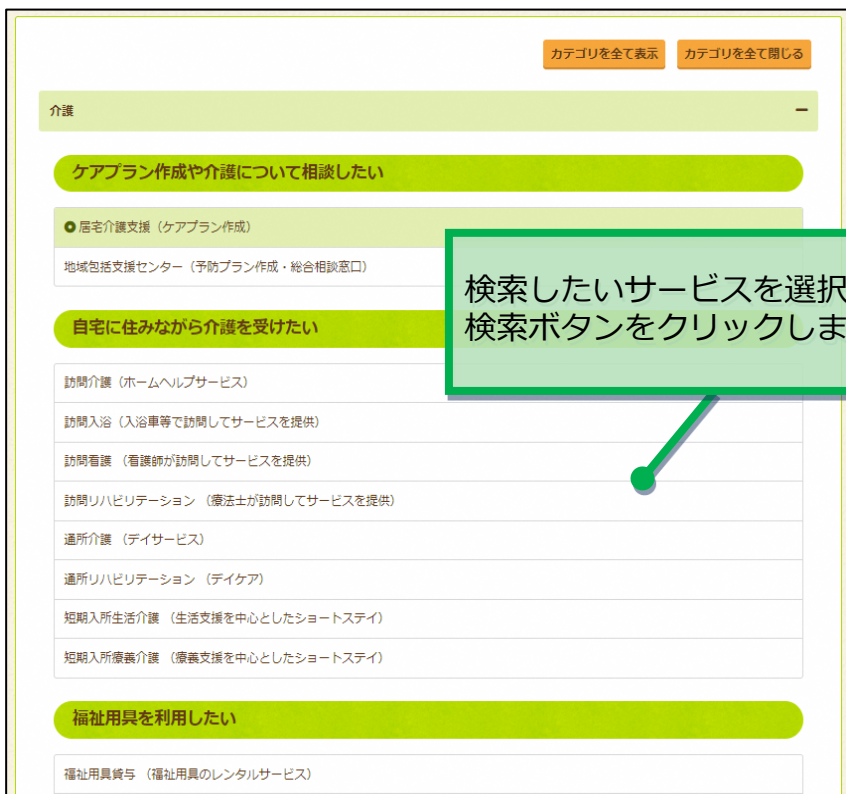 カテゴリを全て表示 カテゴリを全て閉じる
介護
ケアプラン作成や介護について相談したい
居宅介護支援（ケアプラン作成）
地域包括支援センター（予防プラン作成・総合相談窓口）
検索したいサービスを選択
検索ボタンをクリックしま
自宅に住みながら介護を受けたい
訪問介護（ホームヘルプサービス）
訪問入浴（入浴車等で訪問してサービスを提供）
訪問看護 （看護師が訪問してサービスを提供）
訪問リハビリテーション （療法士が訪問してサービスを提供）
通所介護 （デイサービス）
通所リハビリテーション （デイケア）
短期入所生活介護 （生活支援を中心としたショートステイ）
短期入所療養介護 （療養支援を中心としたショートステイ）
福祉用具を利用したい
福祉用具貸与 （福祉用具のレンタルサービス）